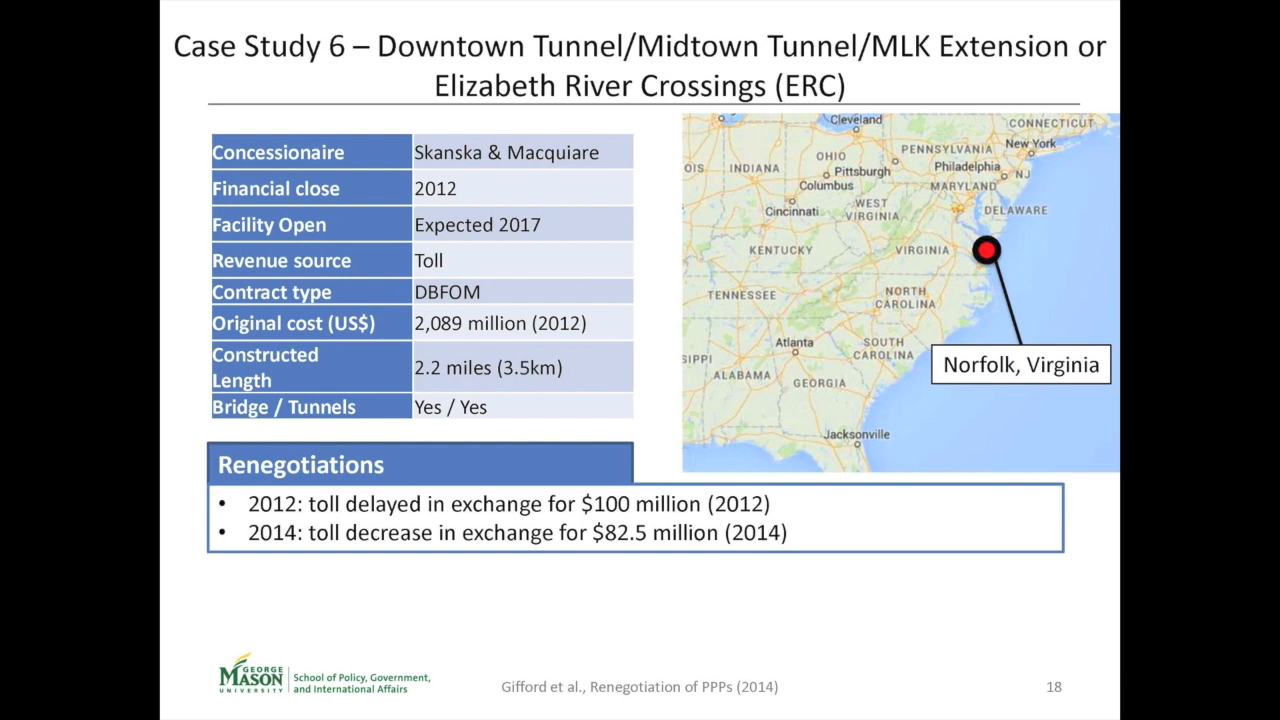 Case Study 6 – Downtown Tunnel/Midtown Tunnel/MLK Extension or
Elizabeth River Crossings (ERC)
Concessionaire Skanska & Macquiare
Financial close 2012
Facility Open Expected 2017
Revenue source Toll
Contract type DBFOM
Original cost (US$) 2,089 million (2012)
Constructed
Length
2.2 miles (3.5km)
Bridge / Tunnels Yes / Yes
Cleveland
CONNECTICUT
New York
PENNSYLVANIA
OHIO
OIS
INDIANA
Pittsburgh
Philadelphia
NJ
Columbus
MARYLAND
Cincinnati
WEST
VIRGINIA
DELAWARE
KENTUCKY
VIRGINIA
TENNESSEE
NORTH
CAROLINA
Atlanta
SOUTH
CAROLINA
SIPPI
ALABAMA
GEORGIA
Jacksonville
Norfolk, Virginia
Renegotiations
• 2012: toll delayed in exchange for $100 million (2012)
• 2014: toll decrease in exchange for $82.5 million (2014)
GEORGE
MASON
UNIVERSITY
School of Policy, Government,
and International Affairs
Gifford et al., Renegotiation of PPPs (2014)
18